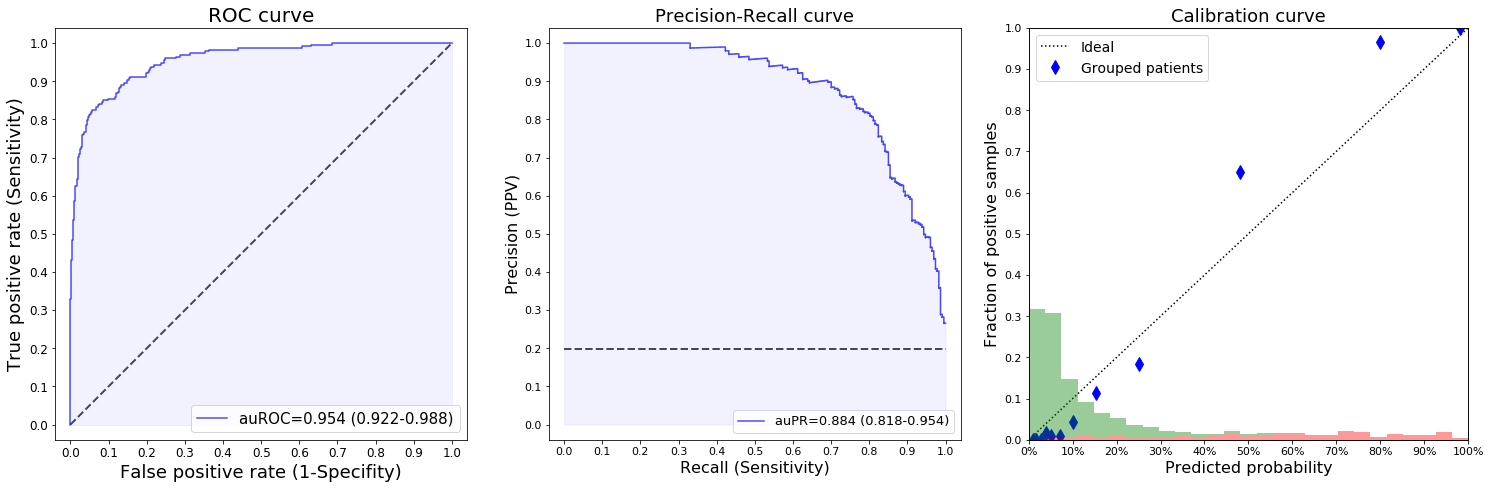 ROC curve
True positive rate (Sensitivity)
1.0
0.9
0.8
0.7
0.6
0.5
0.4
0.3
0.2
0.1
0.0
auROC=0.954 (0.922-0.988)
0.0 0.1 0.2 0.3 0.4 0.5 0.6 0.7 0.8 0.9 1.0
False positive rate (1-Specifity)
Precision-Recall curve
Precision (PPV)
1.0
0.9
0.8
0.7
0.6
0.5
0.4
0.3
0.2
0.1
0.0
auPR=0.884 (0.818-0.954)
0.0 0.1 0.2 0.3 0.4 0.5 0.6 0.7 0.8 0.9 1.0
Recall (Sensitivity)
Calibration curve
Fraction of positive samples
1.0
0.9
0.8
0.7
0.6
0.5
0.4
0.3
0.2
0.1
0.0
Ideal
Grouped patients
0% 10% 20% 30% 40% 50% 60% 70% 80% 90% 100%
Predicted probability